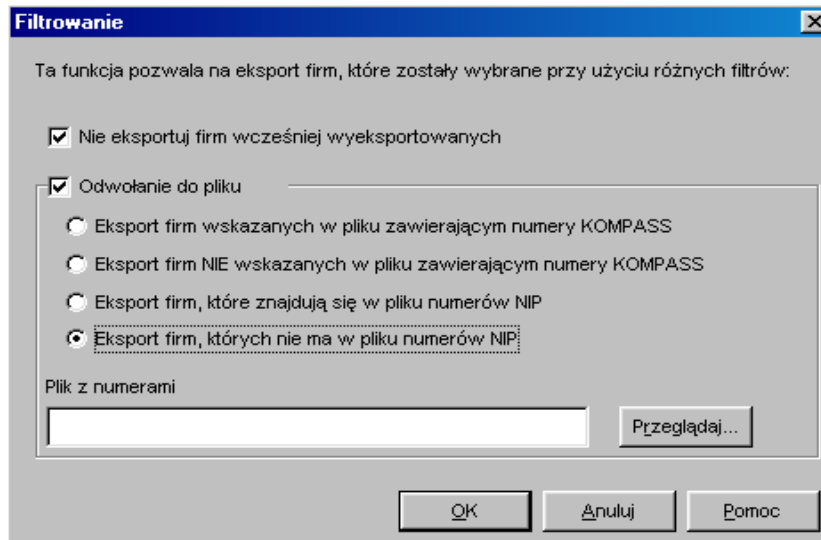 Filtrowanie
Ta funkcja pozwala na eksport firm, które zostały wybrane przy użyciu różnych filtrów:
Nie eksportuj firm wcześniej wyeksportowanych
Odwołanie do pliku
Eksport firm wskazanych w pliku zawierającym numery KOMPASS
Eksport firm NIE wskazanych w pliku zawierającym numery KOMPASS
Eksport firm, które znajdują się w pliku numerów NIP
Eksport firm, których nie ma w pliku numerów NIP
Plik z numerami
Przeglądaj...
OK Anuluj Pomoc